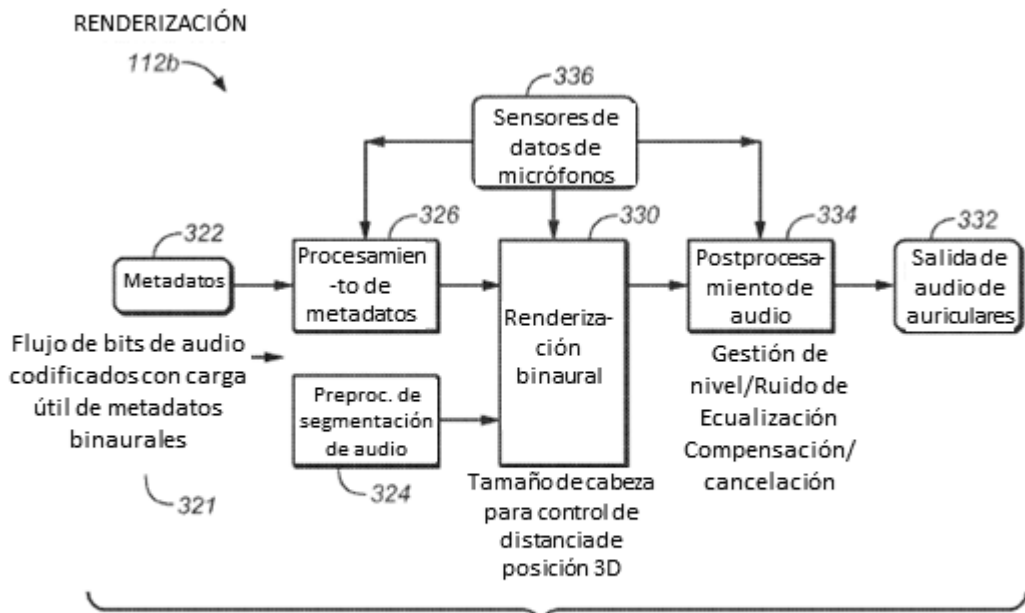 RENDERIZACIÓN
112b
336
Sensores de
datos de
micrófonos
322
Metadatos
326
Procesamien
-to de
metadatos
330
Renderiza-
ción
binaural
334
Postprocesa-
miento de
audio
332
Salida de
audio de
auriculares
Flujo de bits de audio
codificados con carga
útil de metadatos
binaurales
321
Preproc. de
segmentación
de audio
324
Tamaño de cabeza
para control de
distancia de
posición 3D
Gestión de
nivel/Ruido de
Ecualización
Compensación/
cancelación